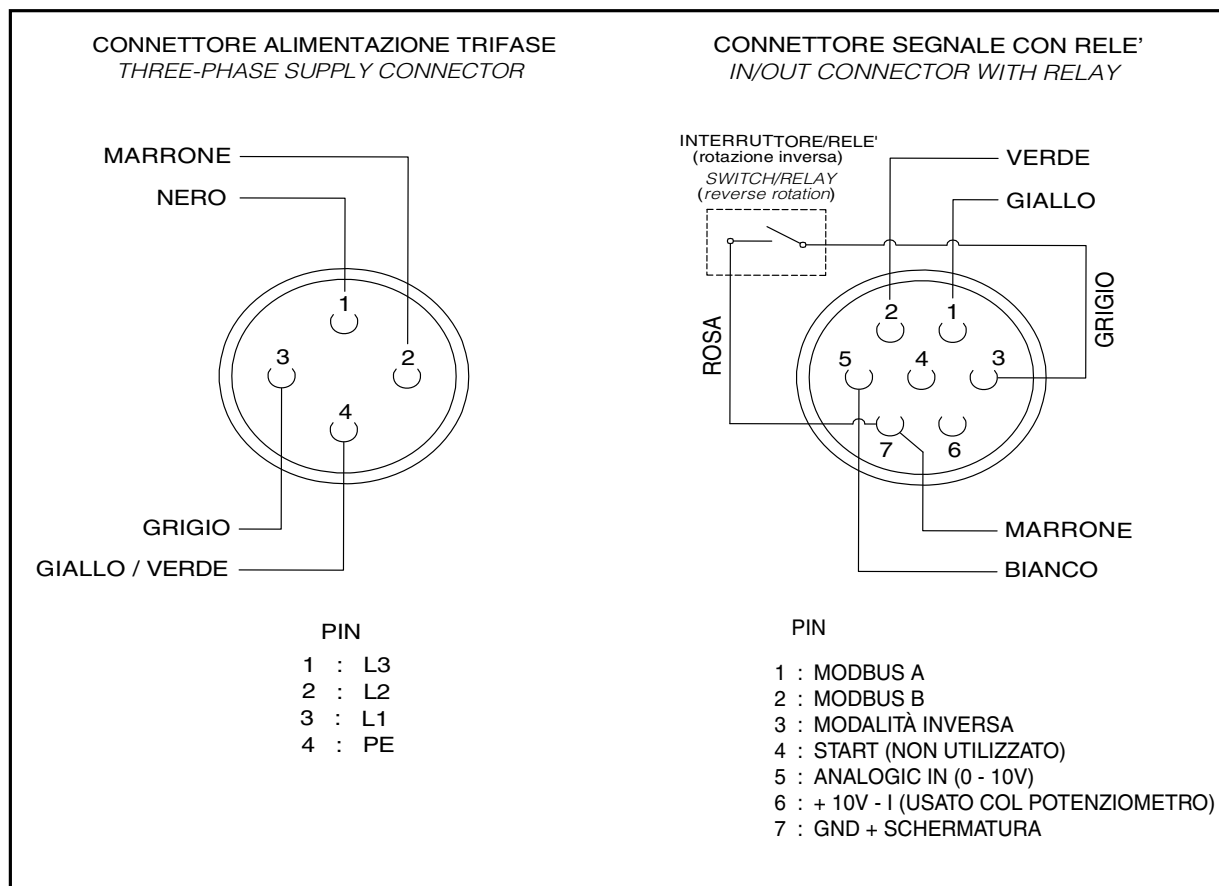 CONNETTORE ALIMENTAZIONE TRIFASE
THREE-PHASE SUPPLY CONNECTOR
MARRONE
NERO
1
3
2
4
GRIGIO
GIALLO / VERDE
PIN
1 : L3
2 : L2
3 : L1
4 : PE
CONNETTORE SEGNALE CON RELE'
IN/OUT CONNECTOR WITH RELAY
INTERRUTTORE/RELE'
(rotazione inversa)
SWITCH/RELAY
(reverse rotation)
VERDE
GIALLO
ROSA
GRIGIO
2
1
5
4
3
7
6
MARRONE
BIANCO
PIN
1 : MODBUS A
2 : MODBUS B
3 : MODALITÀ INVERSA
4 : START (NON UTILIZZATO)
5 : ANALOGIC IN (0 - 10V)
6 : + 10V - I (USATO COL POTENZIOMETRO)
7 : GND + SCHERMATURA